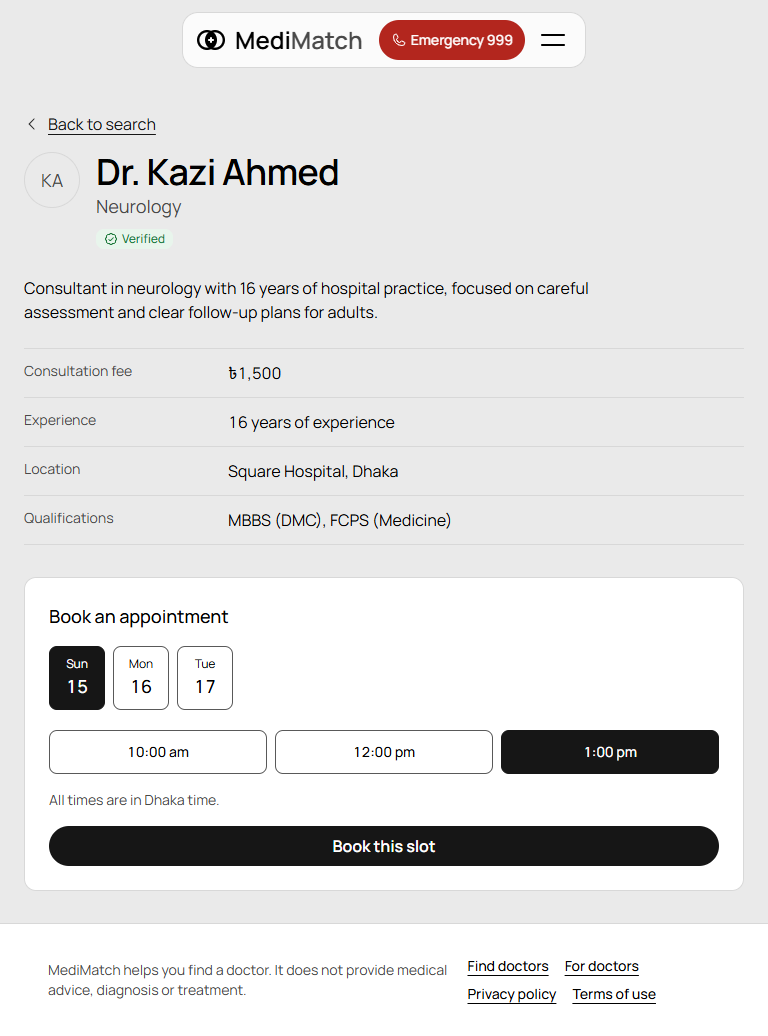 MediMatch
Emergency 999
Back to search
KA
Dr. Kazi Ahmed
Neurology
Verified
Consultant in neurology with 16 years of hospital practice, focused on careful
assessment and clear follow-up plans for adults.
Consultation fee
৳1,500
Experience
16 years of experience
Location
Square Hospital, Dhaka
Qualifications
MBBS (DMC), FCPS (Medicine)
Book an appointment
Sun Mon Tue
15 16 17
10:00 am 12:00 pm 1:00 pm
All times are in Dhaka time.
Book this slot
MediMatch helps you find a doctor. It does not provide medical
advice, diagnosis or treatment.
Find doctors For doctors
Privacy policy Terms of use